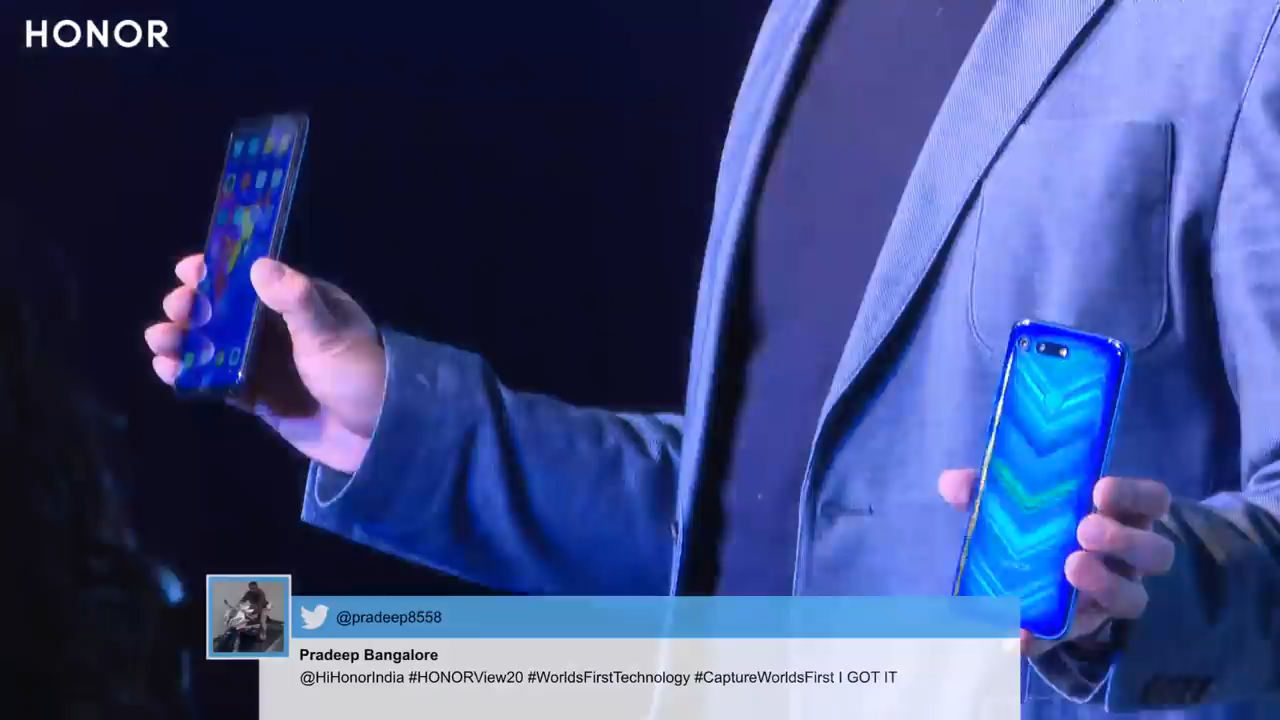 HONOR
@pradeep8558
Pradeep Bangalore
@HiHonorIndia #HONORView20 #WorldsFirstTechnology #CaptureWorldsFirst I GOT IT